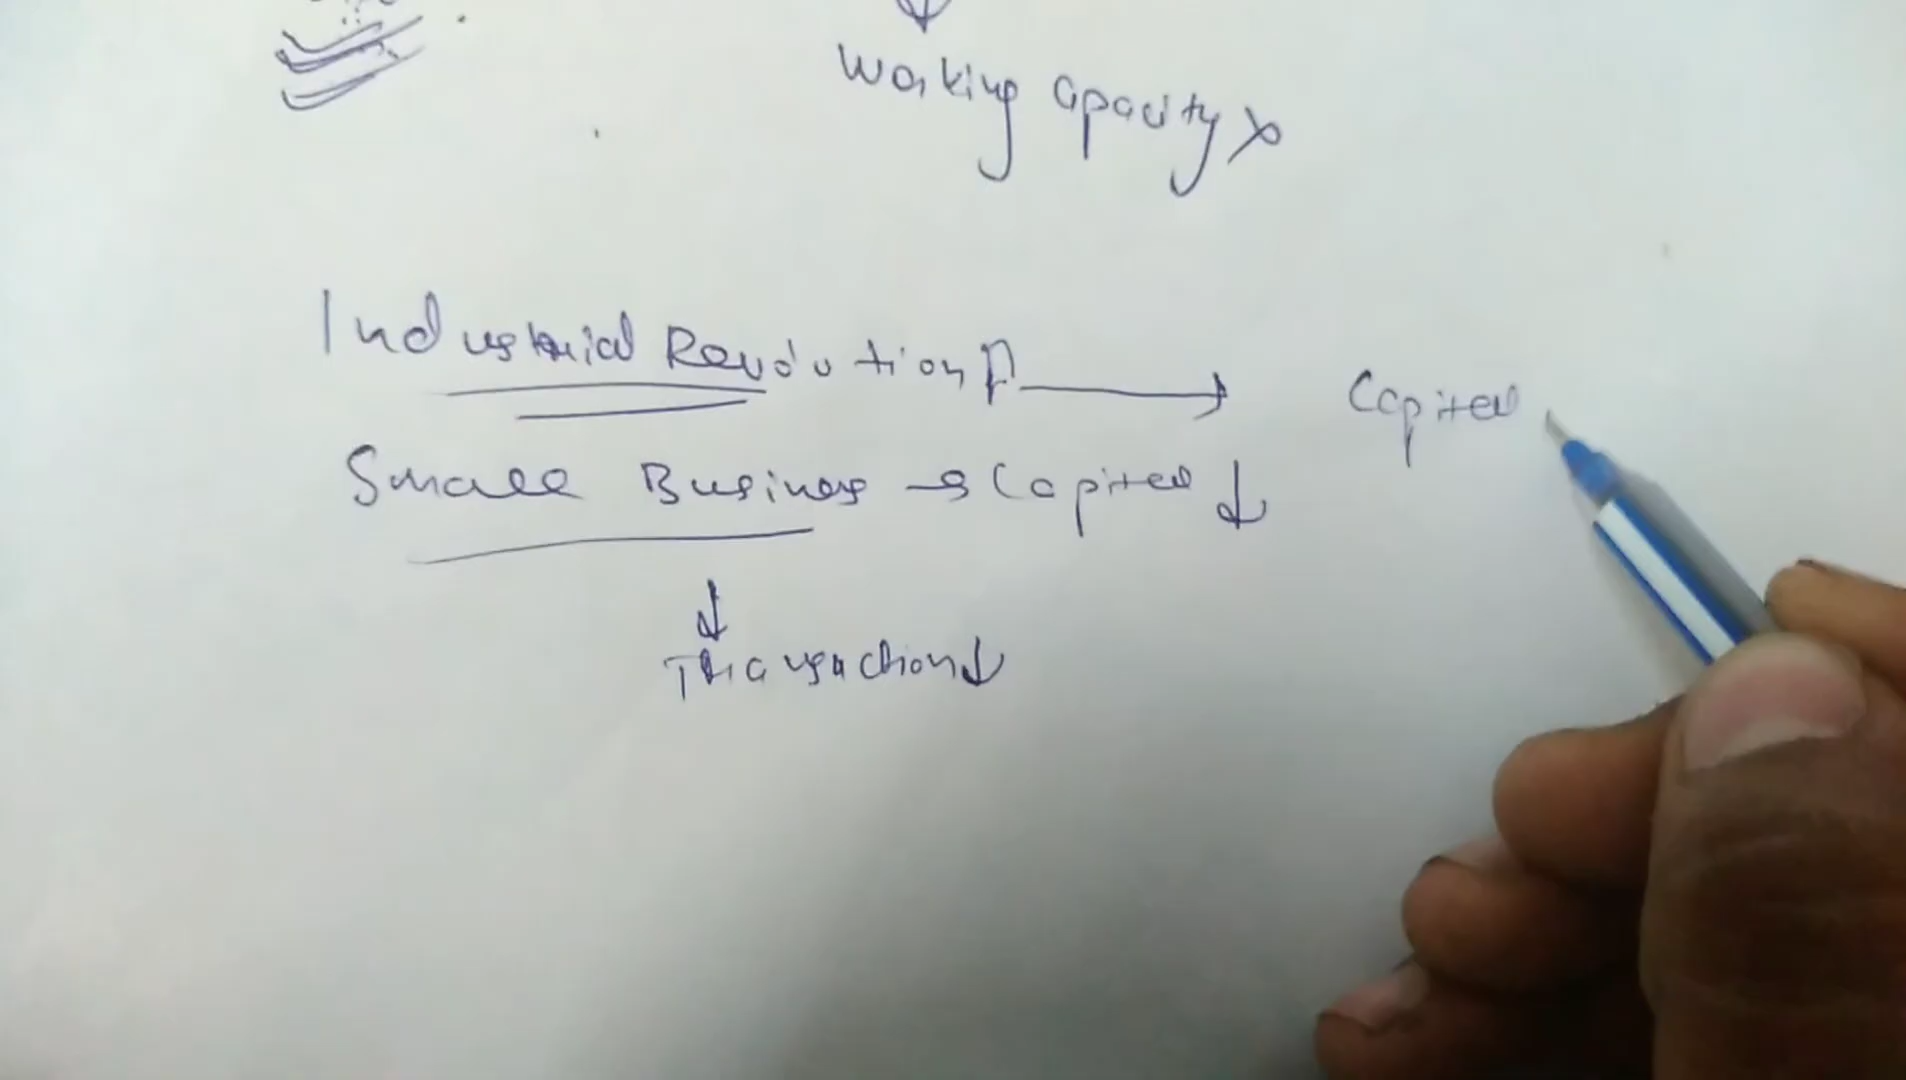 ↓
Working capacity ×
Industrial Revolution ↑ → Capital
Small Business → Capital ↓
↓
Transaction ↓